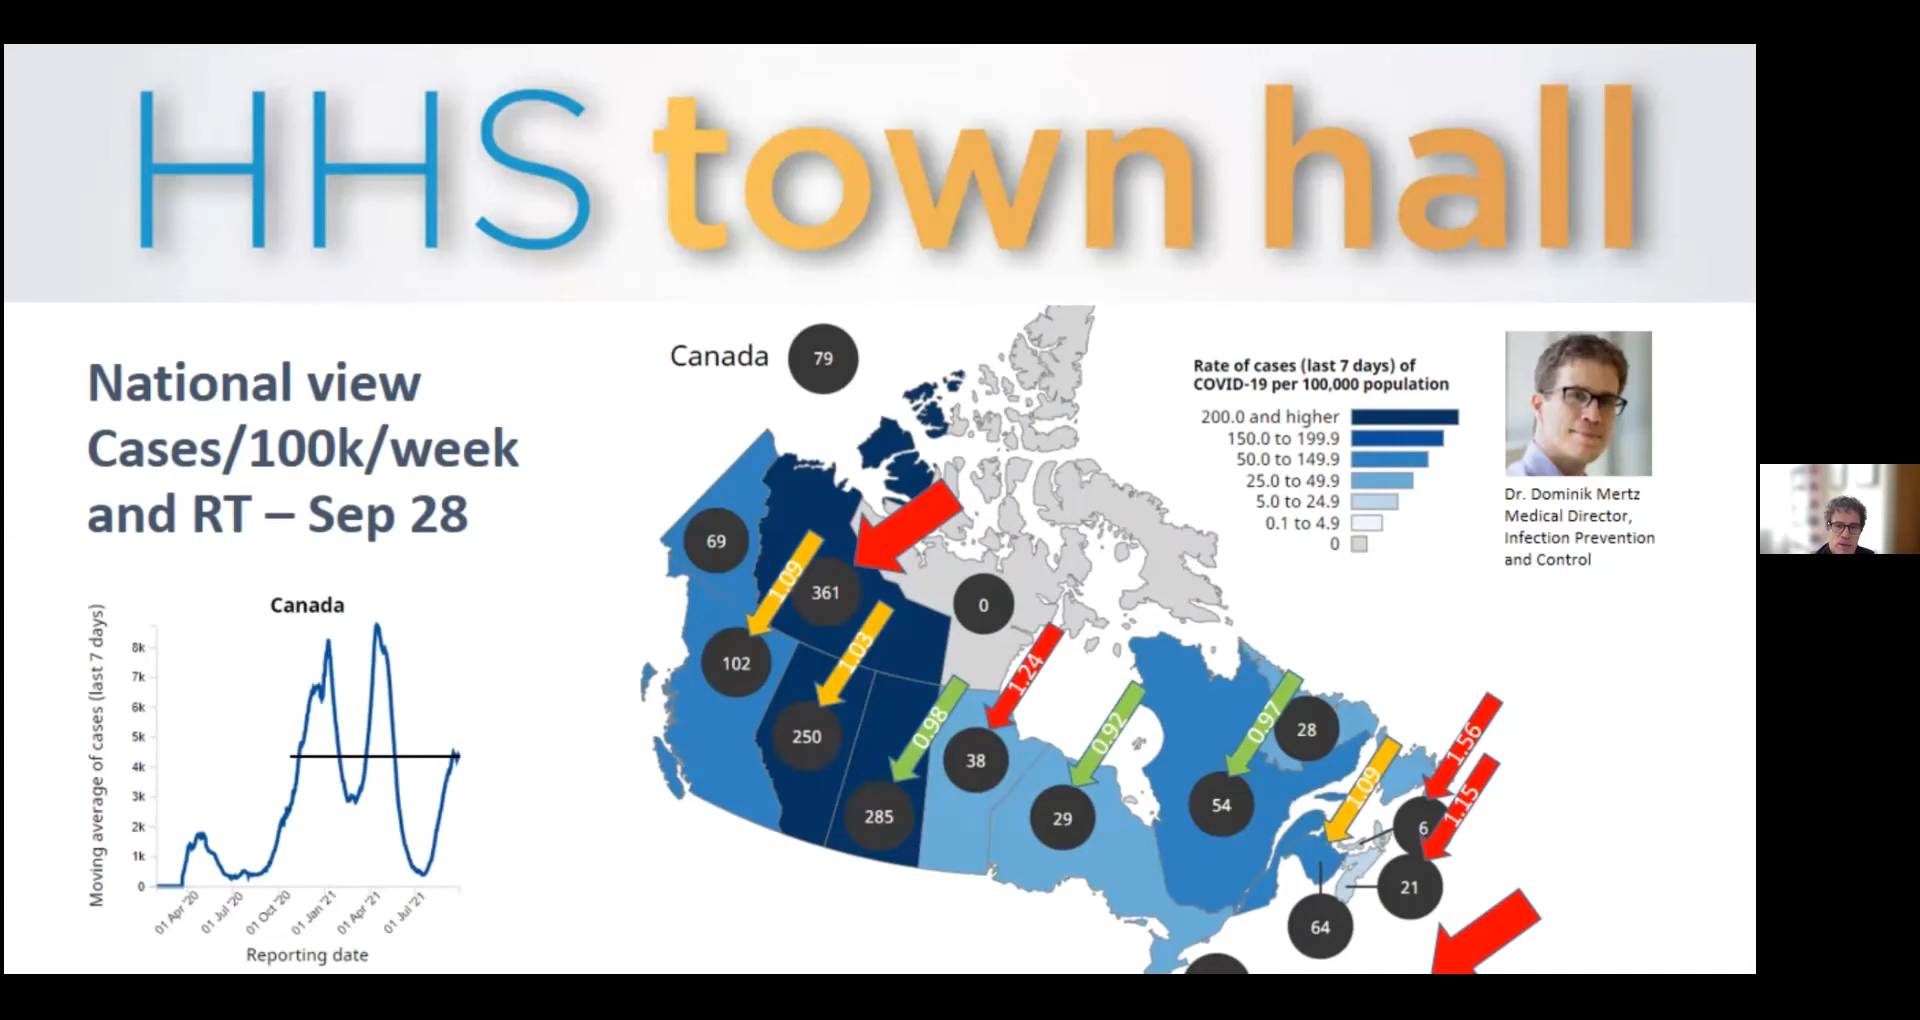 HHS town hall
National view
Cases/100k/week
and RT – Sep 28
Canada
79
Rate of cases (last 7 days) of
COVID-19 per 100,000 population
200.0 and higher
150.0 to 199.9
50.0 to 149.9
25.0 to 49.9
5.0 to 24.9
0.1 to 4.9
0
Dr. Dominik Mertz
Medical Director,
Infection Prevention
and Control
69
1.09
361
0
102
1.03
250
0.98
285
1.24
38
0.92
29
0.97
54
28
1.09
1.56
1.15
6
21
64
Canada
Moving average of cases (last 7 days)
8k
7k
6k
5k
4k
3k
2k
1k
0
01 Apr '20
01 Jul '20
01 Oct '20
01 Jan '21
01 Apr '21
01 Jul '21
Reporting date